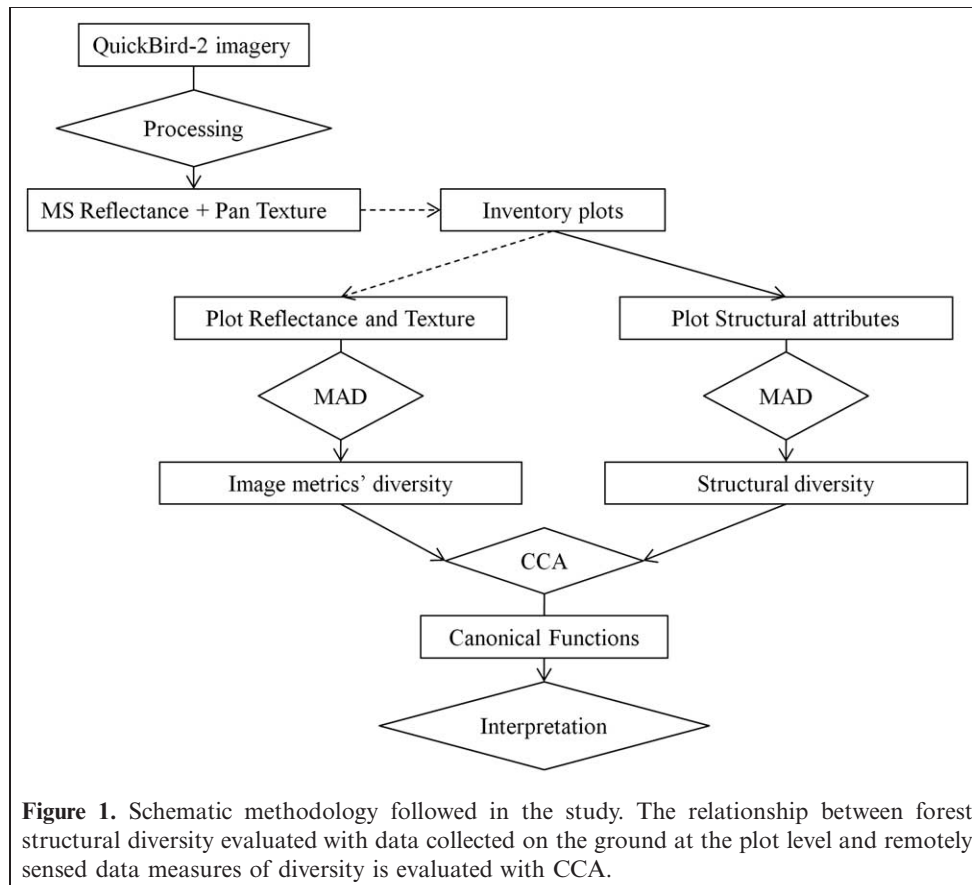 QuickBird-2 imagery
Processing
MS Reflectance + Pan Texture
Inventory plots
Plot Reflectance and Texture
Plot Structural attributes
MAD
MAD
Image metrics’ diversity
Structural diversity
CCA
Canonical Functions
Interpretation
Figure 1. Schematic methodology followed in the study. The relationship between forest
structural diversity evaluated with data collected on the ground at the plot level and remotely
sensed data measures of diversity is evaluated with CCA.